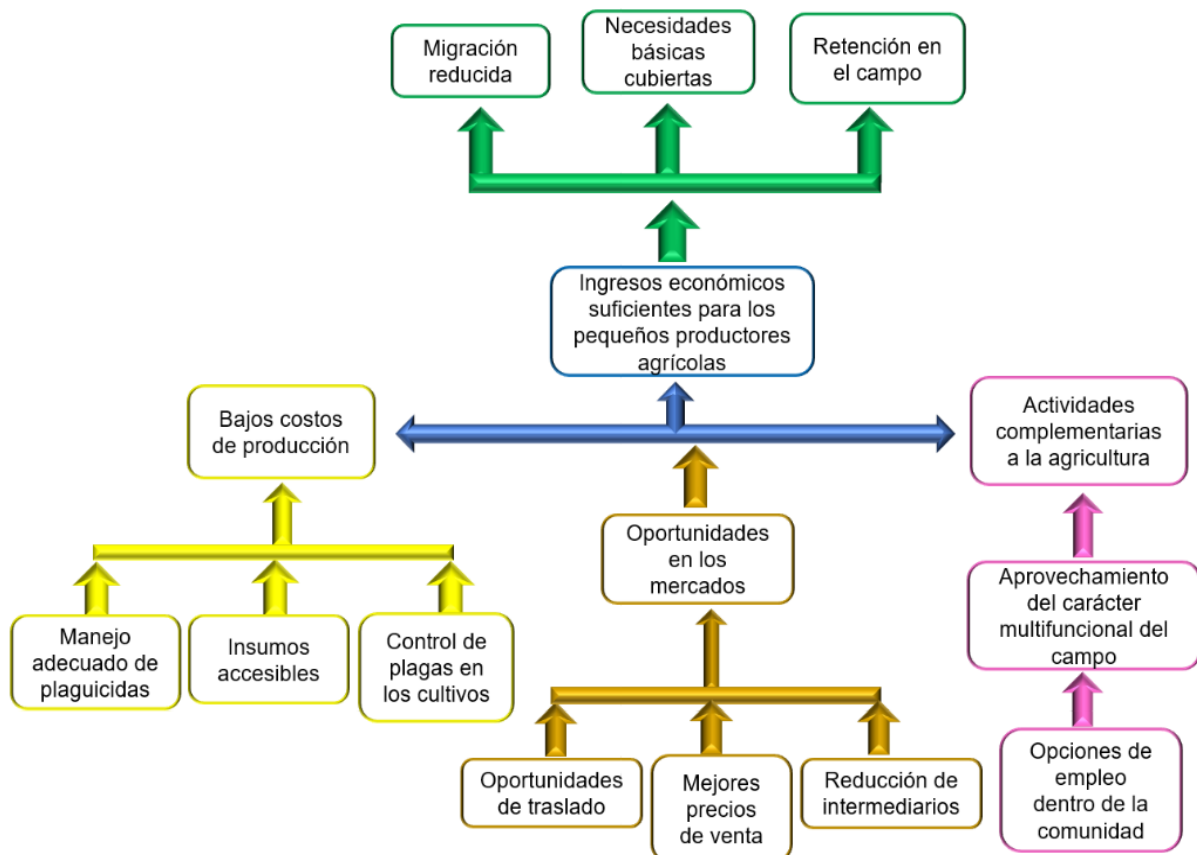 Migración
reducida
Necesidades
básicas
cubiertas
Retención en
el campo
Ingresos económicos
suficientes para los
pequeños productores
agrícolas
Bajos costos
de producción
Actividades
complementarias
a la agricultura
Oportunidades
en los
mercados
Aprovechamiento
del carácter
multifuncional del
campo
Manejo
adecuado de
plaguicidas
Insumos
accesibles
Control de
plagas en
los cultivos
Oportunidades
de traslado
Mejores
precios
de venta
Reducción de
intermediarios
Opciones de
empleo
dentro de la
comunidad